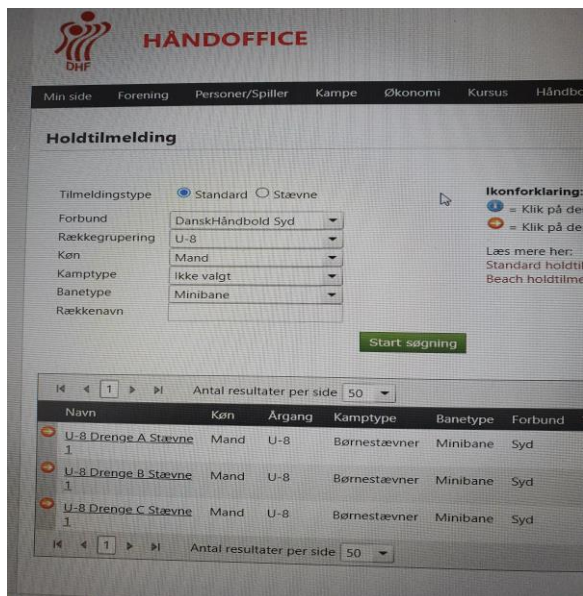 DHF
HÅNDOFFICE
Min side Forening Personer/Spiller Kampe Økonomi Kursus Håndbo
Holdtilmelding
Tilmeldingstype Standard Stævne
Forbund DanskHåndbold Syd
Rækkegrupering U-8
Køn Mand
Kamptype Ikke valgt
Banetype Minibane
Rækkenavn
Ikonforklaring:
= Klik på de
= Klik på de
Læs mere her:
Standard holdtil
Beach holdtilme
Start søgning
1 Antal resultater per side 50
Navn Køn Årgang Kamptype Banetype Forbund
U-8 Drenge A Stævne 
1 Mand U-8 Børnestævner Minibane Syd
U-8 Drenge B Stævne
1 Mand U-8 Børnestævner Minibane Syd
U-8 Drenge C Stævne
1 Mand U-8 Børnestævner Minibane Syd
1 Antal resultater per side 50